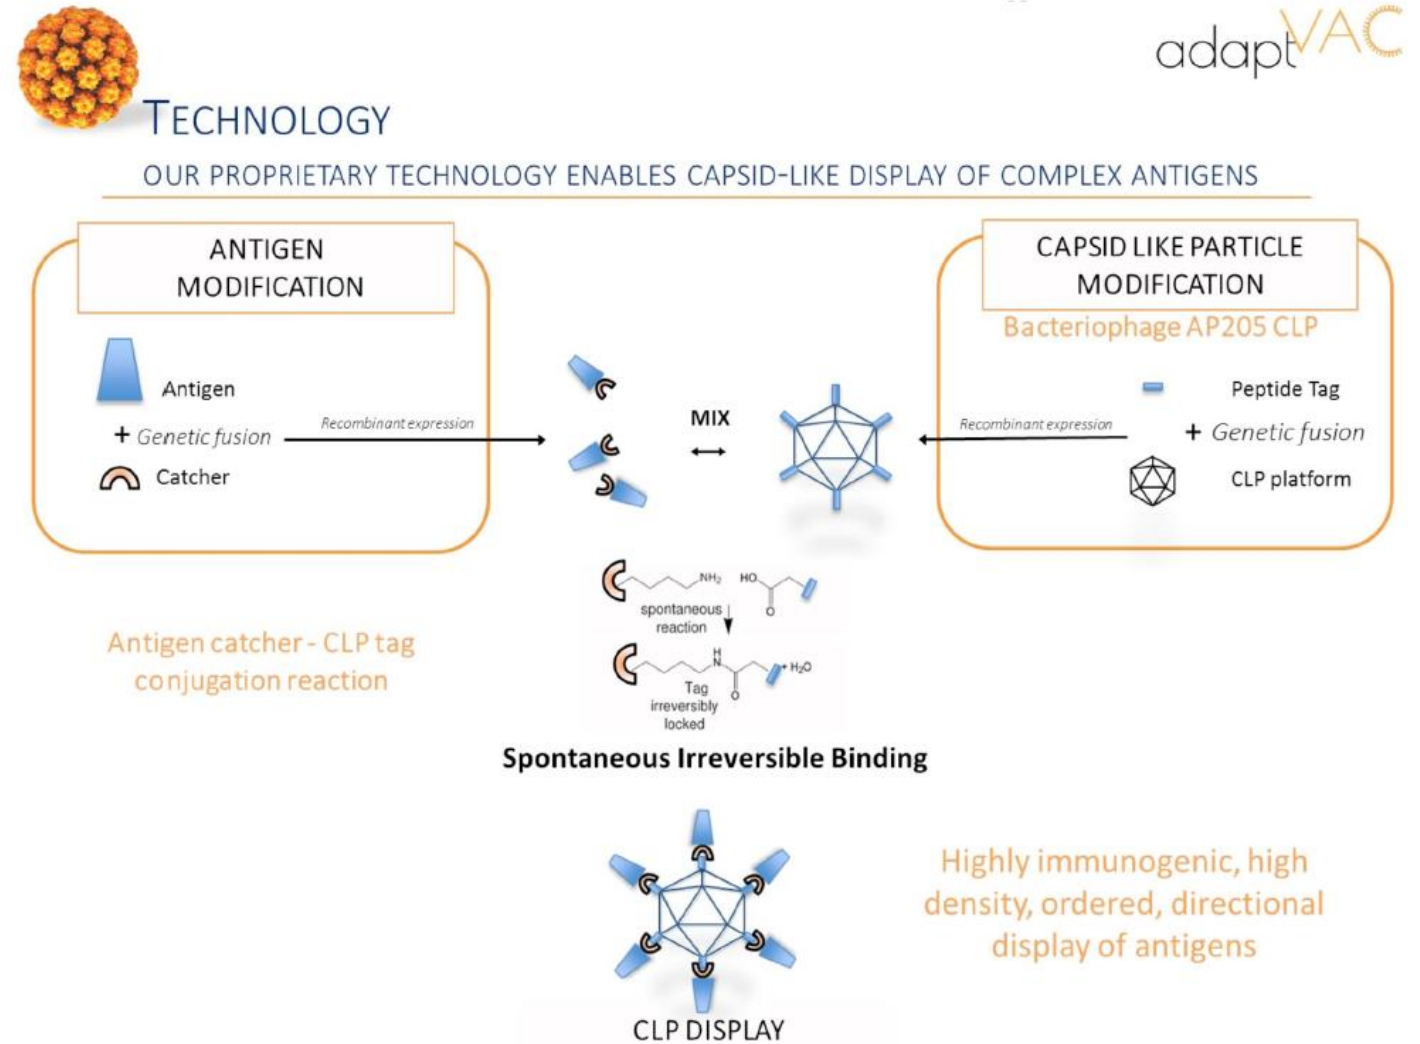 adaptVAC
TECHNOLOGY
OUR PROPRIETARY TECHNOLOGY ENABLES CAPSID-LIKE DISPLAY OF COMPLEX ANTIGENS
ANTIGEN
MODIFICATION
Antigen
+ Genetic fusion
Recombinant expression
Catcher
MIX
CAPSID LIKE PARTICLE
MODIFICATION
Bacteriophage AP205 CLP
Peptide Tag
Recombinant expression
+ Genetic fusion
CLP platform
NH₂
HO
O
spontaneous
reaction
H
N
O
+ H₂O
Tag
irreversibly
locked
Antigen catcher - CLP tag
conjugation reaction
Spontaneous Irreversible Binding
Highly immunogenic, high
density, ordered, directional
display of antigens
CLP DISPLAY